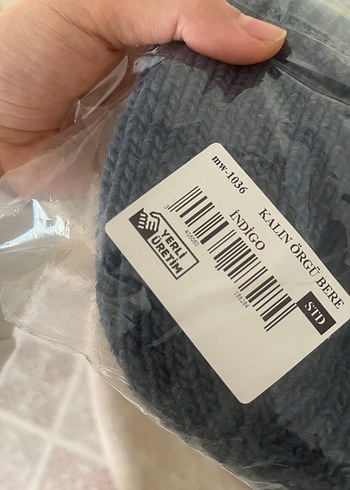 mw-1036
KALIN ÖRGÜ BERE
İNDİGO
STD
YERLİ
ÜRETİM